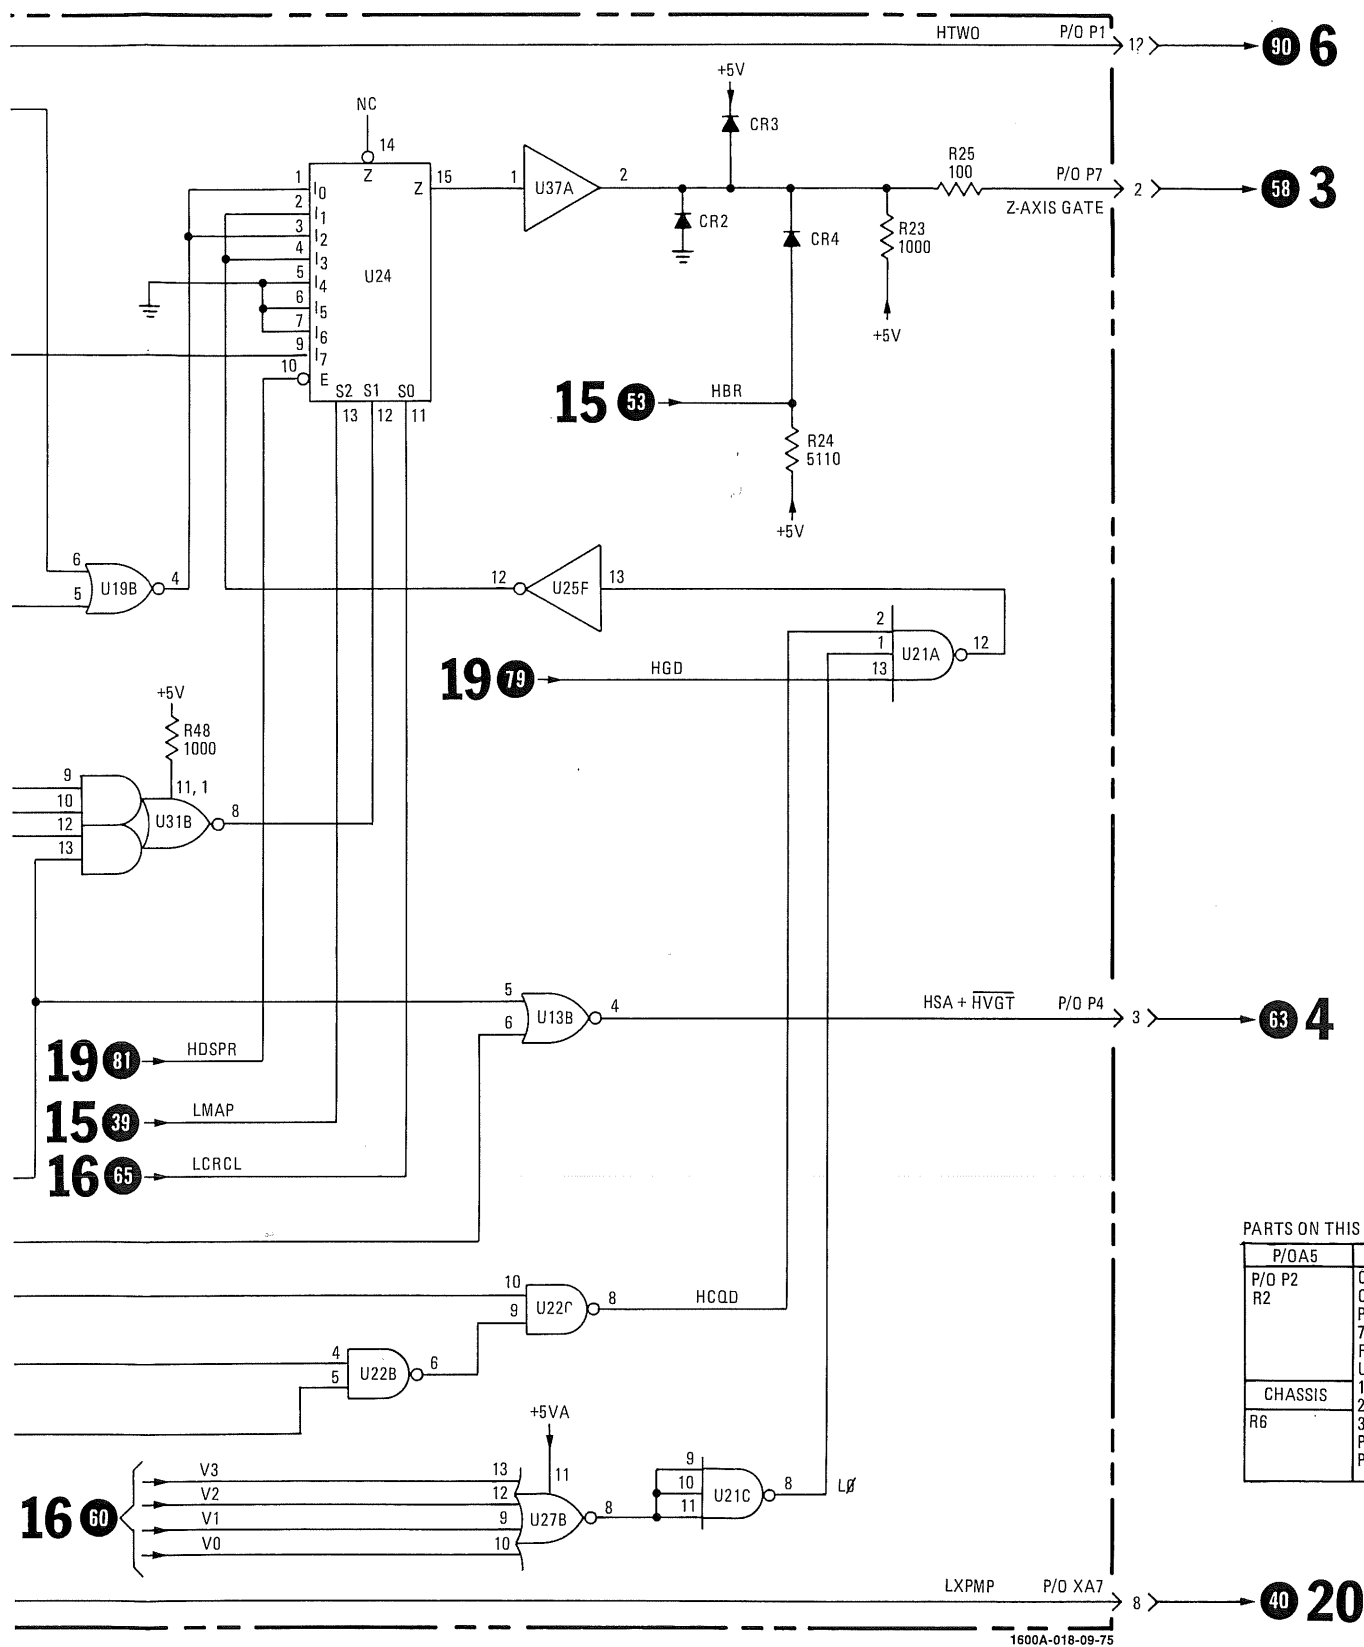 HTWO P/O P1 12 90 6
+5V
NC CR3
14
R25
100
1 I0 Z Z 15 1 U37A 2 P/O P7 2 58 3
Z-AXIS GATE
2 I1
3 I2 CR2 CR4 R23
1000
4 I3
5 I4 U24
6 I5
7 I6 +5V
9 I7
10 E
S2 S1 S0 15 53 HBR
13 12 11
R24
5110
+5V
6 12 U25F 13
U19B 4
5
2
1 U21A 12
19 79 HGD 13
+5V
R48
1000
9 11, 1
10 8
12 U31B
13
5 4 HSA + HVGT P/O P4 3 63 4
6 U13B
19 81 HDSPR
15 39 LMAP
16 65 LCRCL
PARTS ON THIS
P/OA5
P/O P2
R2
CHASSIS
R6
10 U22C 8 HCQD
9
4 U22B 6
5
+5VA
V3 13 11 9
V2 12 10 U21C 8 LØ
16 60 V1 9 U27B 8 11
V0 10
LXPMP P/O XA7 8 40 20
1600A-018-09-75